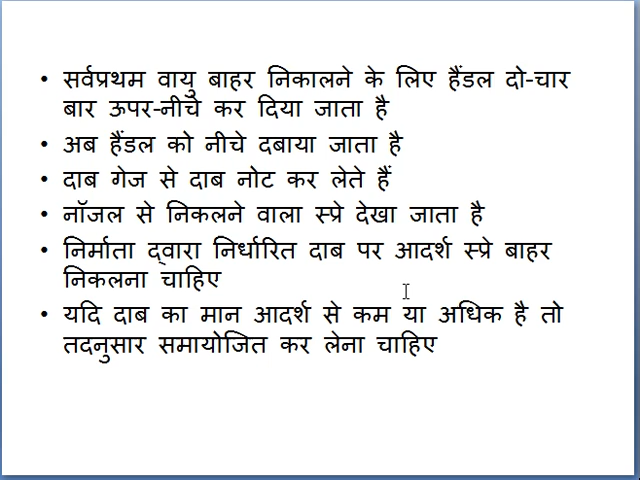 • सर्वप्रथम वायु बाहर निकालने के लिए हैंडल दो-चार
बार ऊपर-नीचे कर दिया जाता है
• अब हैंडल को नीचे दबाया जाता है
• दाब गेज से दाब नोट कर लेते हैं
• नॉजल से निकलने वाला स्प्रे देखा जाता है
• निर्माता द्वारा निर्धारित दाब पर आदर्श स्प्रे बाहर
निकलना चाहिए
• यदि दाब का मान आदर्श से कम या अधिक है तो
तदनुसार समायोजित कर लेना चाहिए